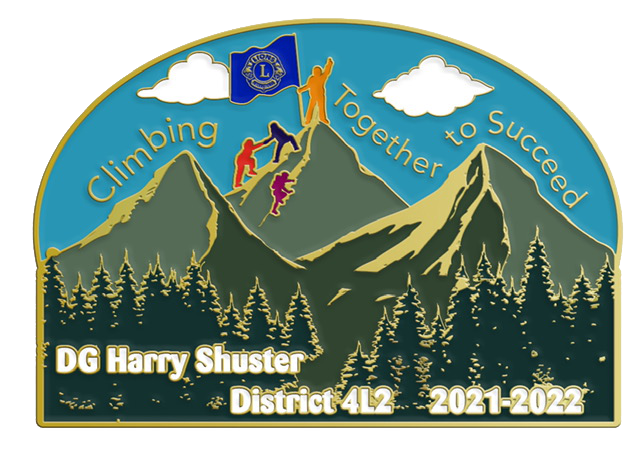 Climbing Together to Succeed
L
DG Harry Shuster
District 4L2 2021-2022